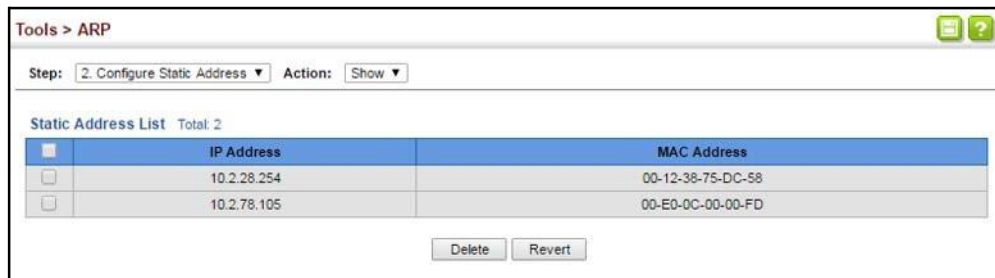 Tools > ARP
?
Step: 2. Configure Static Address ▼ Action: Show ▼
Static Address List Total: 2
IP Address MAC Address
10.2.28.254 00-12-38-75-DC-58
10.2.78.105 00-E0-0C-00-00-FD
Delete Revert